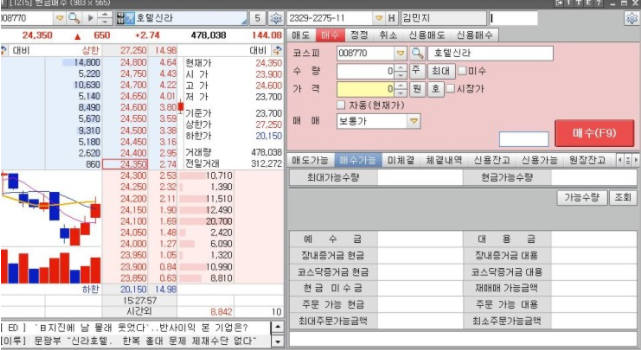 [1215] 현금매수 (983 x 565)
008770 호텔신라 5 2329-2275-11 H 김민지
24,350 ▲ 650 +2.74 478,038 144.08
매도 매수 정정 취소 신용매도 신용매수
대비 상한 27,250 14.98 대비
14,800 24,800 4.64 현재가 24,350
5,220 24,750 4.43 시 가 23,900
10,630 24,700 4.22 고 가 24,600
5,140 24,650 4.01 저 가 23,700
8,490 24,600 3.80
5,670 24,550 3.59 기준가 23,700
9,310 24,500 3.38 상한가 27,250
5,180 24,450 3.16 하한가 20,150
2,620 24,400 2.95 거래량 478,038
860 24,350 2.74 전일거래 312,272
24,300 2.53 10,710
24,250 2.32 1,390
24,200 2.11 11,510
24,150 1.90 12,490
24,100 1.69 20,700
24,050 1.48 2,420
24,000 1.27 6,090
23,950 1.05 1,320
23,900 0.84 10,990
23,850 0.63 8,810
하한 20,150 14.98
15:27:57
시간외 8,842 10
[ ED ] '日지진에 날 몰래 웃었다'..반사이익 본 기업은?
[이투] 문광부 "신라호텔, 한복 홀대 문제 제재수단 없다"
코스피 008770 호텔신라
수 량 0 주 최대 미수
가 격 0 원 호 시장가
자동(현재가)
매 매 보통가
매수(F9)
매도가능 매수가능 미체결 체결내역 신용잔고 신용가능 원장잔고
최대가능수량 현금가능수량
가능수량 조회
예 수 금 대 용 금
장내증거금 현금 장내증거금 대용
코스닥증거금 현금 코스닥증거금 대용
현 금 미 수 금 재매매 가능금액
주문 가능 현금 주문 가능 대용
최대주문가능금액 최소주문가능금액